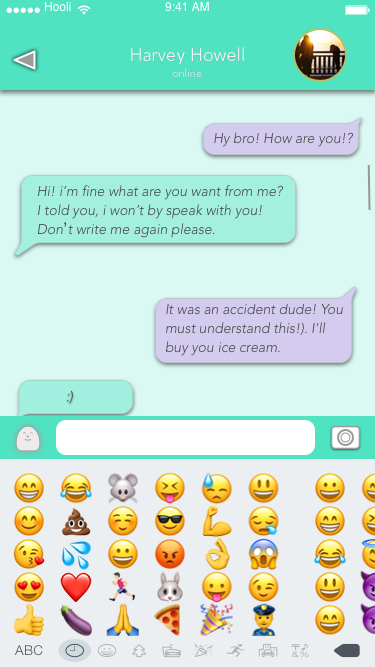 Hooli
9:41 AM
Harvey Howell
online
Hy bro! How are you!?
Hi! i'm fine what are you want from me?
I told you, i won't by speak with you!
Don't write me again please.
It was an accident dude! You
must understand this!). I'll
buy you ice cream.
:)
ABC